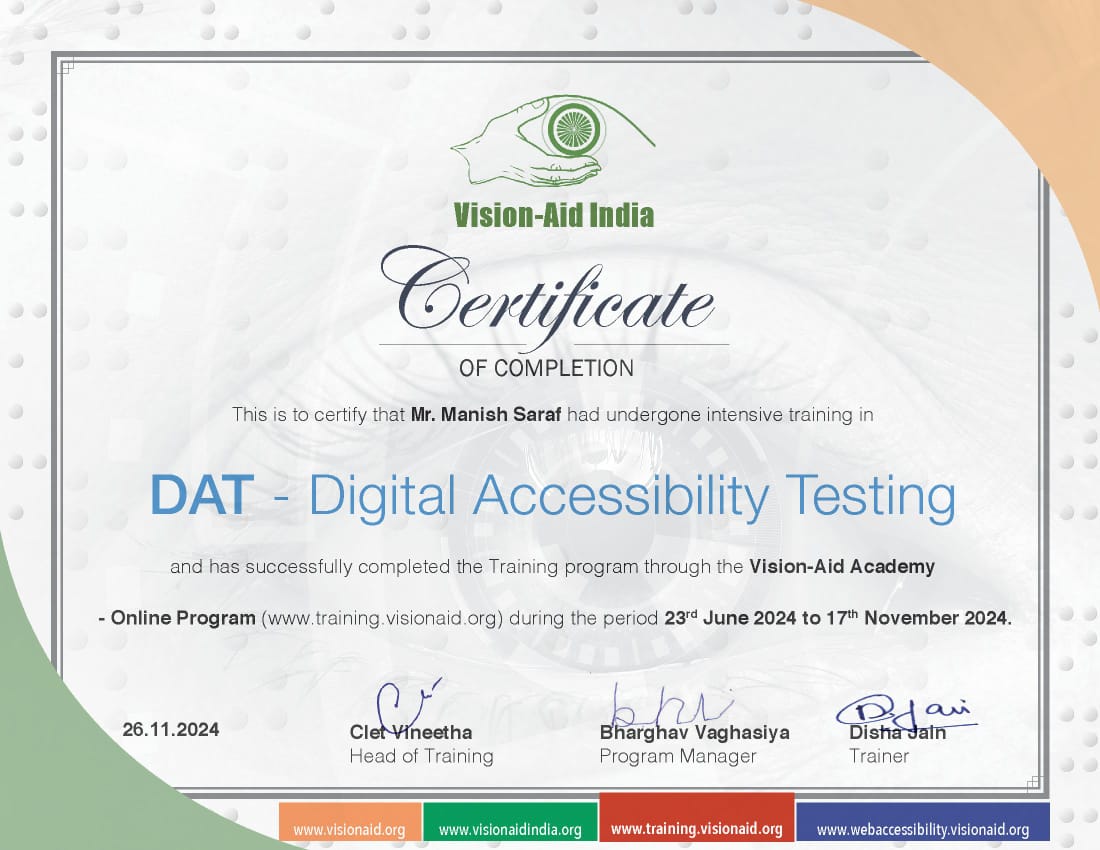 Vision-Aid India
Certificate
OF COMPLETION
This is to certify that Mr. Manish Saraf had undergone intensive training in
DAT - Digital Accessibility Testing
and has successfully completed the Training program through the Vision-Aid Academy
- Online Program (www.training.visionaid.org) during the period 23rd June 2024 to 17th November 2024.
26.11.2024
Clet Vineetha
Head of Training
Bharghav Vaghasiya
Program Manager
D. Jain
Disha Jain
Trainer
www.visionaid.org
www.visionaidindia.org
www.training.visionaid.org
www.webaccessibility.visionaid.org